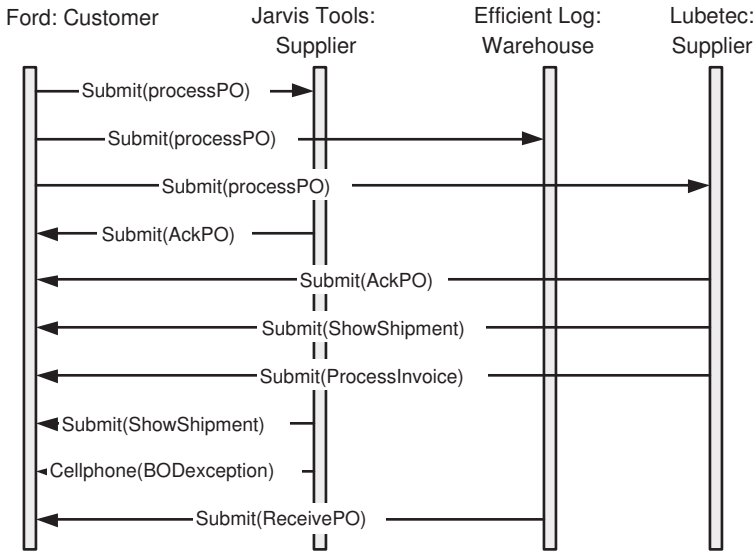 Ford: Customer
Jarvis Tools:
Supplier
Efficient Log:
Warehouse
Lubetec:
Supplier
Submit(processPO)
Submit(processPO)
Submit(processPO)
Submit(AckPO)
Submit(AckPO)
Submit(ShowShipment)
Submit(ProcessInvoice)
Submit(ShowShipment)
Cellphone(BODexception)
Submit(ReceivePO)